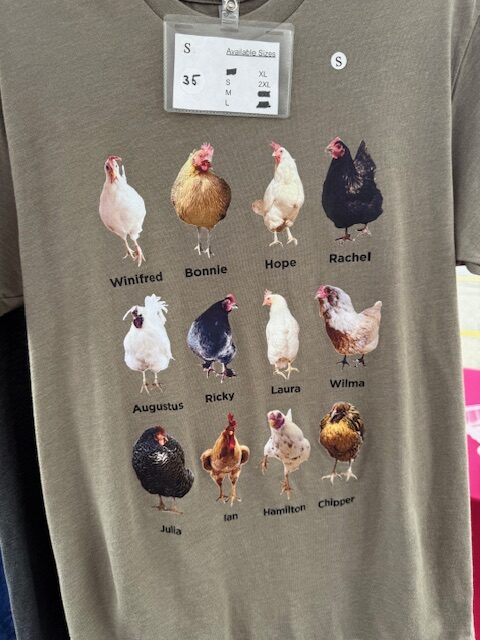 S Available Sizes
35
XL
S 2XL
M
L
S
Winifred Bonnie Hope Rachel
Augustus Ricky Laura Wilma
Julia Ian Hamilton Chipper